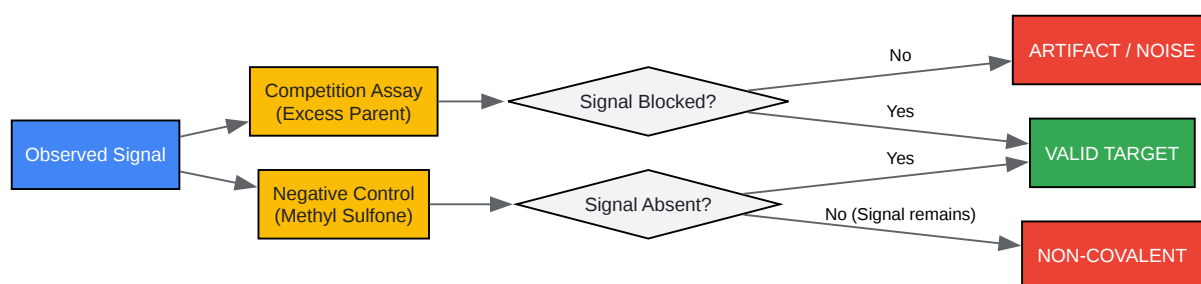 Observed Signal
Competition Assay
(Excess Parent)
Negative Control
(Methyl Sulfone)
Signal Blocked?
Signal Absent?
No
Yes
Yes
No (Signal remains)
ARTIFACT / NOISE
VALID TARGET
NON-COVALENT